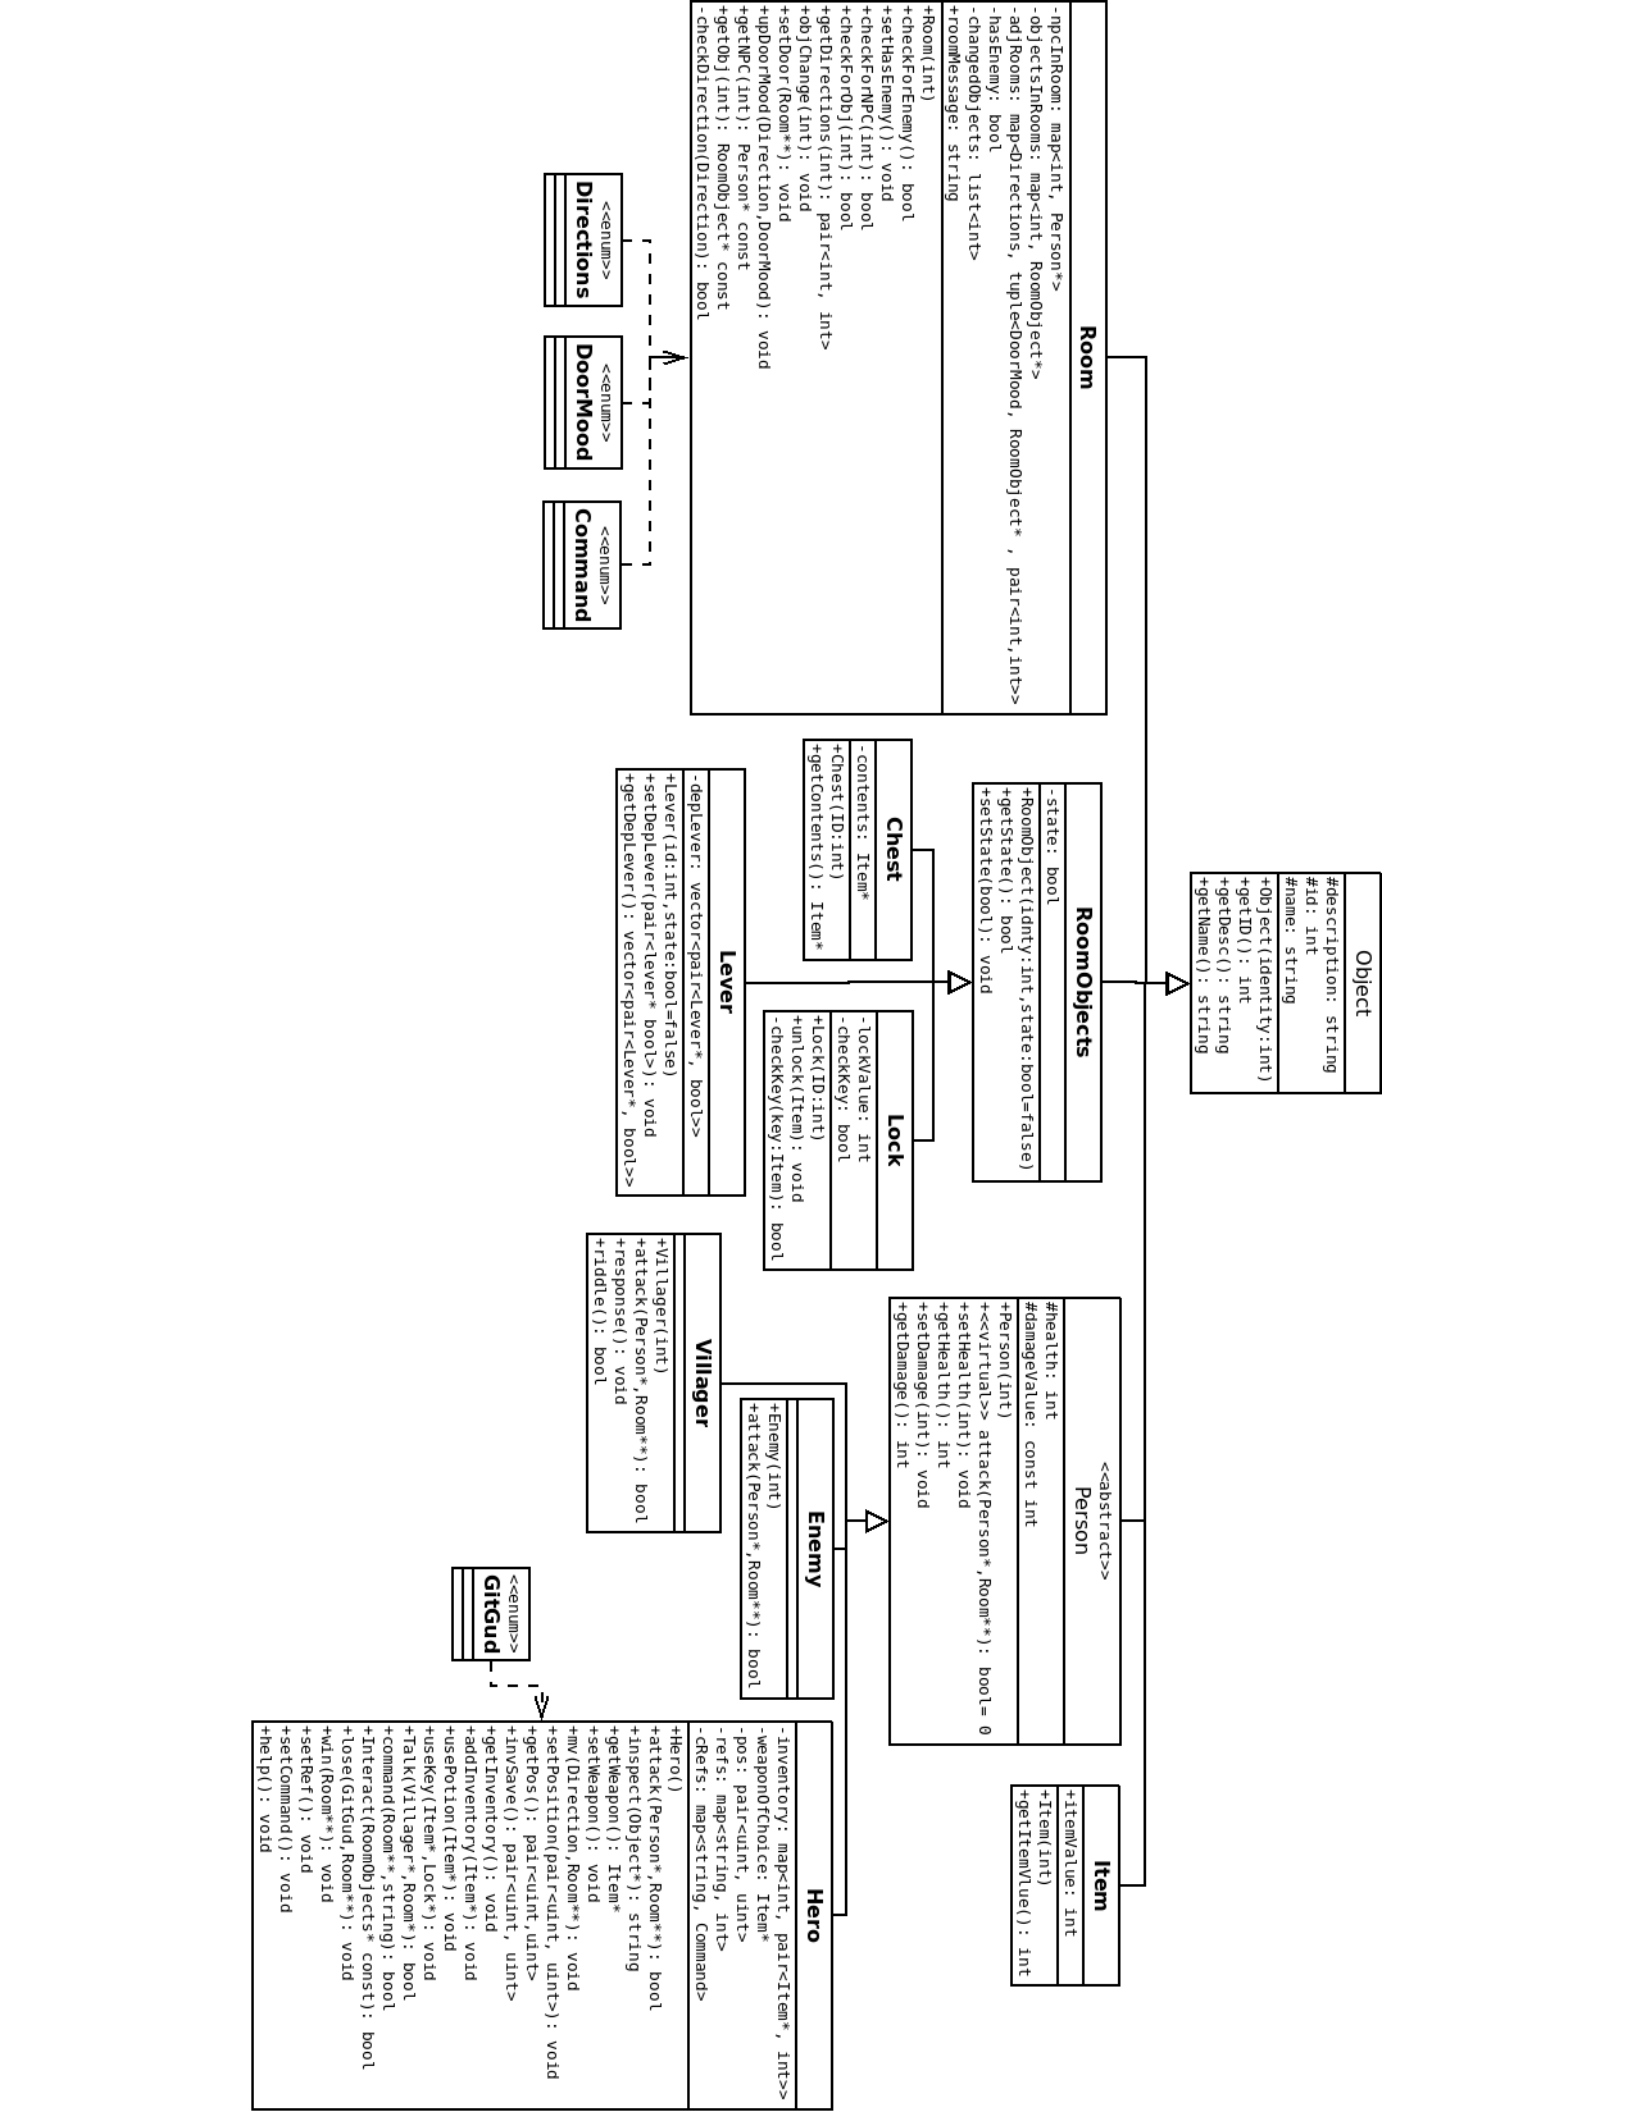 Object
#description: string
#id: int
#name: string
+Object(identity:int)
+getID(): int
+getDesc(): string
+getName(): string
Room
-npcInRoom: map<int, Person*>
-objectsInRooms: map<int, RoomObject*>
-adjRooms: map<Directions, tuple<DoorMood, RoomObject* , pair<int,int>>
-hasEnemy: bool
-changedObjects: list<int>
+roomMessage: string
+Room(int)
+checkForEnemy(): bool
+setHasEnemy(): void
+checkForNPC(int): bool
+checkForObj(int): bool
+getDirections(int): pair<int, int>
+objChange(int): void
+setDoor(Room**): void
+upDoorMood(Direction,DoorMood): void
+getNPC(int): Person* const
+getObj(int): RoomObject* const
-checkDirection(Direction): bool
RoomObjects
-state: bool
+RoomObject(idnty:int,state:bool=false)
+getState(): bool
+setState(bool): void
<<abstract>>
Person
#health: int
#damageValue: const int
+Person(int)
+<<virtual>> attack(Person*,Room**): bool= 0
+setHealth(int): void
+getHealth(): int
+setDamage(int): void
+getDamage(): int
Item
+itemValue: int
+Item(int)
+getItemVlue(): int
Chest
-contents: Item*
+Chest(ID:int)
+getContents(): Item*
Lock
-lockValue: int
-checkKey: bool
+Lock(ID:int)
+unlock(Item): void
-checkKey(key:Item): bool
Lever
-depLever: vector<pair<Lever*, bool>>
+Lever(id:int,state:bool=false)
+setDepLever(pair<lever* bool>): void
+getDepLever(): vector<pair<Lever*, bool>>
Enemy
+Enemy(int)
+attack(Person*,Room**): bool
Villager
+Villager(int)
+attack(Person*,Room**): bool
+response(): void
+riddle(): bool
Hero
-inventory: map<int, pair<Item*, int>>
-weaponOfChoice: Item*
-pos: pair<uint, uint>
-refs: map<string, int>
-cRefs: map<string, Command>
+Hero()
+attack(Person*,Room**): bool
+inspect(Object*): string
+getWeapon(): Item*
+setWeapon(): void
+mv(Direction,Room**): void
+setPosition(pair<uint, uint>): void
+getPos(): pair<uint,uint>
+invSave(): pair<uint, uint>
+getInventory(): void
+addInventory(Item*): void
+usePotion(Item*): void
+useKey(Item*,Lock*): void
+Talk(Villager*,Room*): bool
+command(Room**,string): bool
+Interact(RoomObjects* const): bool
+lose(GitGud,Room**): void
+win(Room**): void
+setRef(): void
+setCommand(): void
+help(): void
<<enum>>
Directions
<<enum>>
DoorMood
<<enum>>
Command
<<enum>>
GitGud